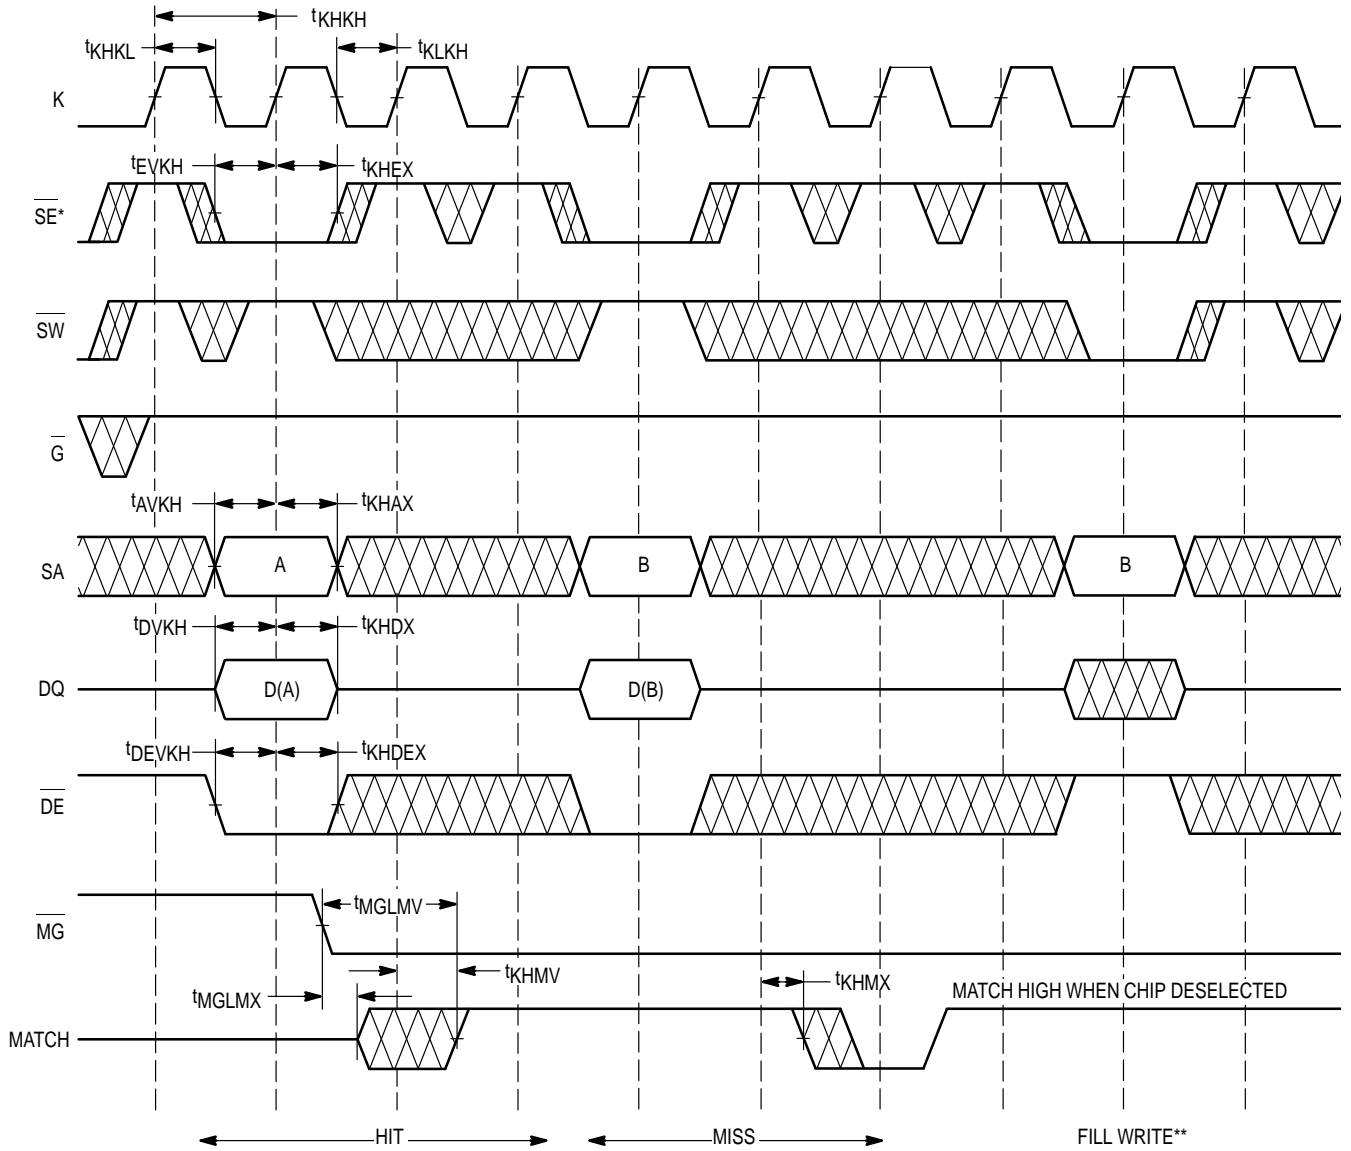 tKHKH
tKHKL
tKLKH
K
tEVKH
tKHEX
SE*
SW
G
tAVKH
tKHAX
SA
A
B
B
tDVKH
tKHDX
DQ
D(A)
D(B)
tDEVKH
tKHDEX
DE
tMGLMV
MG
tKHMV
tKHMX
tMGLMX
MATCH HIGH WHEN CHIP DESELECTED
MATCH
HIT
MISS
FILL WRITE**